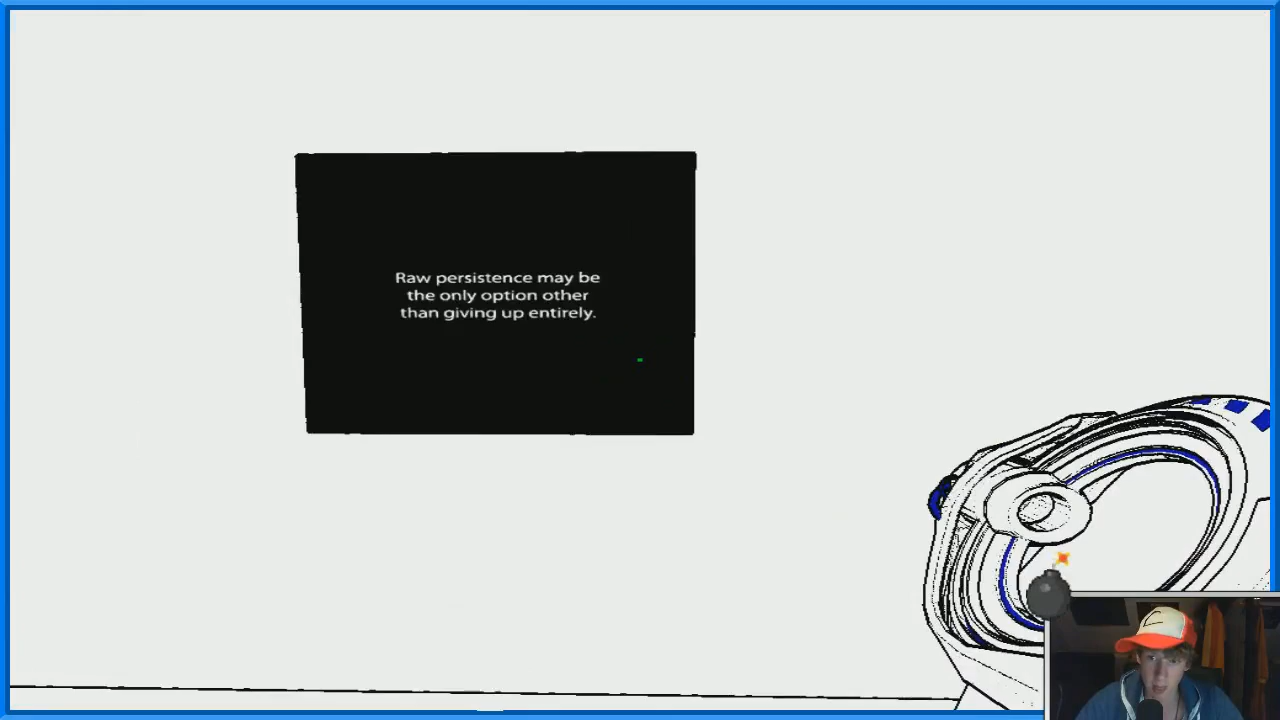 Raw persistence may be
the only option other
than giving up entirely.